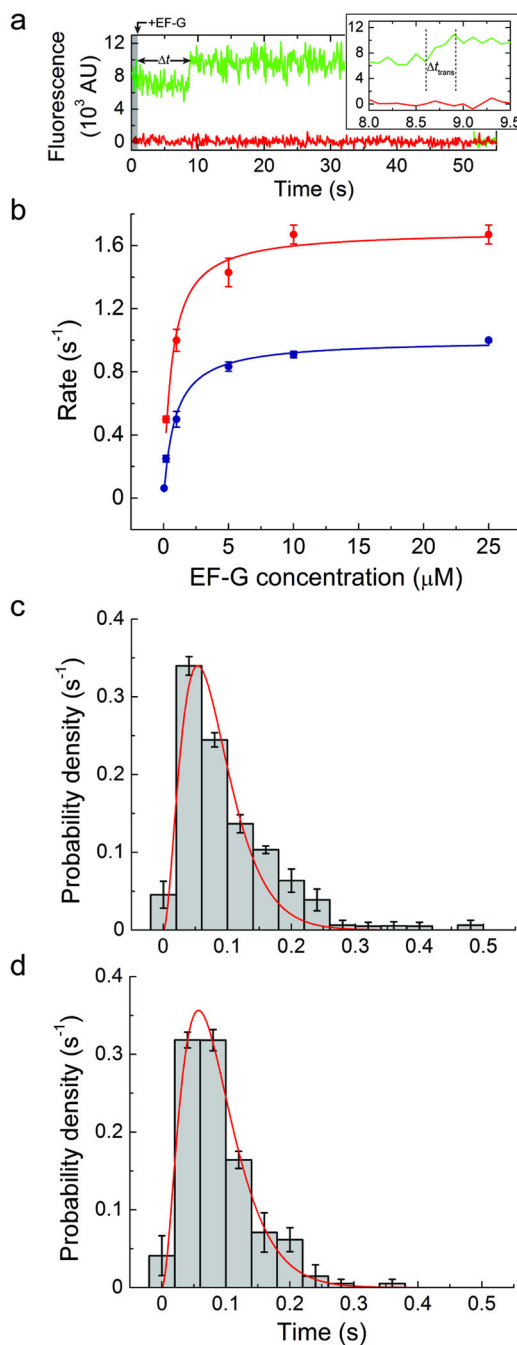 a
+EF-G
Δt
Fluorescence
(10³ AU)
12
8
4
0
0 10 20 30 40 50
Time (s)
12
8
4
0
Δt_trans
8.0 8.5 9.0 9.5
b
Rate (s⁻¹)
1.6
1.2
0.8
0.4
0
0 5 10 15 20 25
EF-G concentration (μM)
c
Probability density (s⁻¹)
0.4
0.3
0.2
0.1
0
0 0.1 0.2 0.3 0.4 0.5
d
Probability density (s⁻¹)
0.4
0.3
0.2
0.1
0
0 0.1 0.2 0.3 0.4 0.5
Time (s)